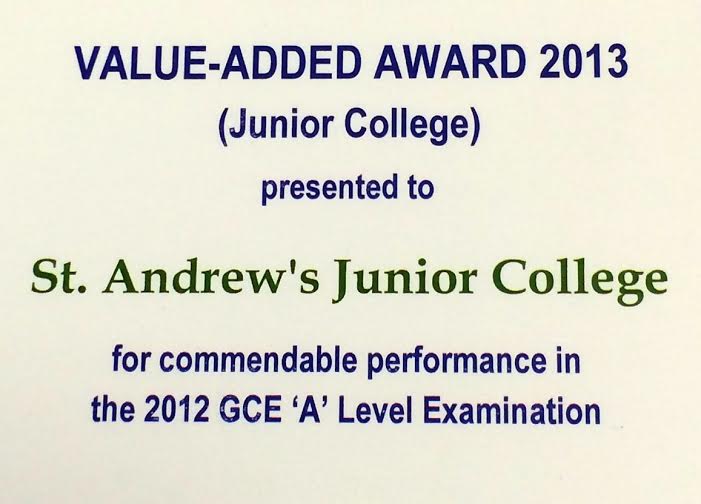 VALUE-ADDED AWARD 2013
(Junior College)
presented to
St. Andrew's Junior College
for commendable performance in
the 2012 GCE ‘A’ Level Examination